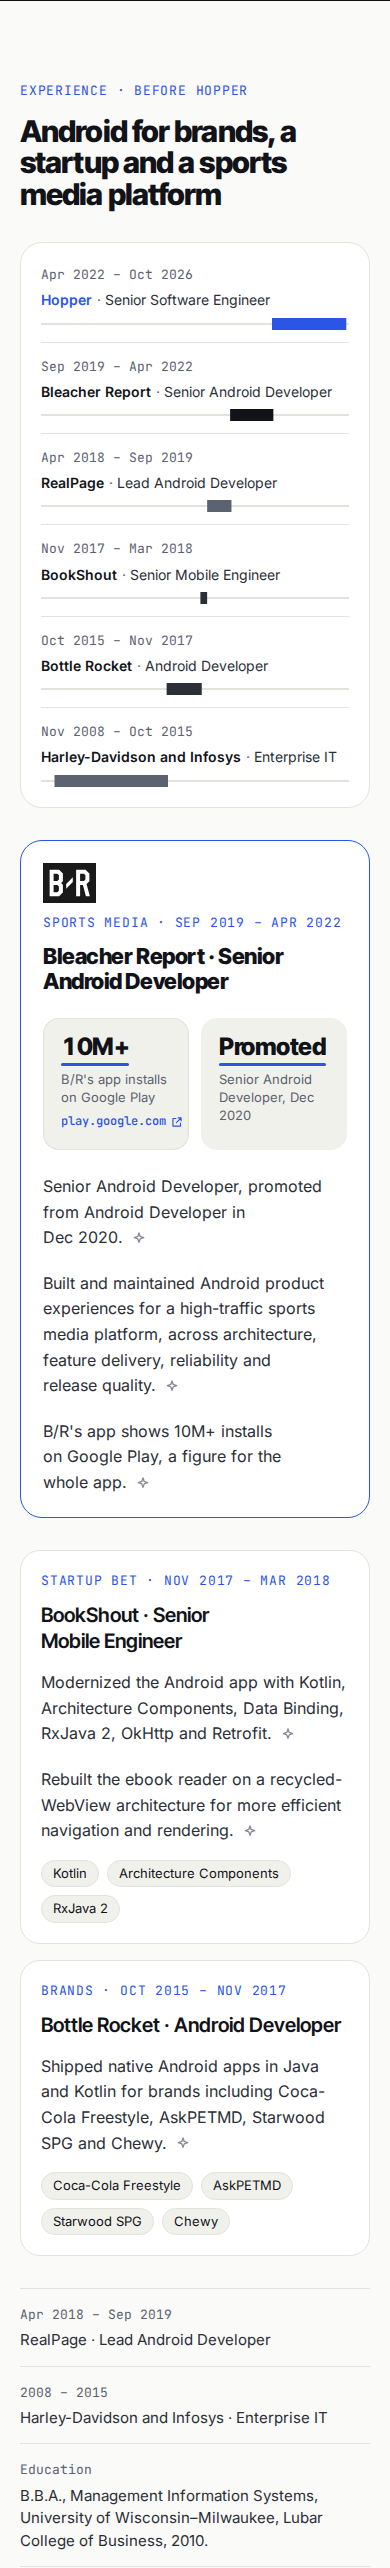 EXPERIENCE · BEFORE HOPPER
Android for brands, a
startup and a sports
media platform
Apr 2022 – Oct 2026
Hopper · Senior Software Engineer
Sep 2019 – Apr 2022
Bleacher Report · Senior Android Developer
Apr 2018 – Sep 2019
RealPage · Lead Android Developer
Nov 2017 – Mar 2018
BookShout · Senior Mobile Engineer
Oct 2015 – Nov 2017
Bottle Rocket · Android Developer
Nov 2008 – Oct 2015
Harley-Davidson and Infosys · Enterprise IT
B/R
SPORTS MEDIA · SEP 2019 – APR 2022
Bleacher Report · Senior
Android Developer
10M+
B/R's app installs
on Google Play
play.google.com
Promoted
Senior Android
Developer, Dec
2020
Senior Android Developer, promoted
from Android Developer in
Dec 2020.
Built and maintained Android product
experiences for a high-traffic sports
media platform, across architecture,
feature delivery, reliability and
release quality.
B/R's app shows 10M+ installs
on Google Play, a figure for the
whole app.
STARTUP BET · NOV 2017 – MAR 2018
BookShout · Senior
Mobile Engineer
Modernized the Android app with Kotlin,
Architecture Components, Data Binding,
RxJava 2, OkHttp and Retrofit.
Rebuilt the ebook reader on a recycled-
WebView architecture for more efficient
navigation and rendering.
Kotlin
Architecture Components
RxJava 2
BRANDS · OCT 2015 – NOV 2017
Bottle Rocket · Android Developer
Shipped native Android apps in Java
and Kotlin for brands including Coca-
Cola Freestyle, AskPETMD, Starwood
SPG and Chewy.
Coca-Cola Freestyle
AskPETMD
Starwood SPG
Chewy
Apr 2018 – Sep 2019
RealPage · Lead Android Developer
2008 – 2015
Harley-Davidson and Infosys · Enterprise IT
Education
B.B.A., Management Information Systems,
University of Wisconsin–Milwaukee, Lubar
College of Business, 2010.